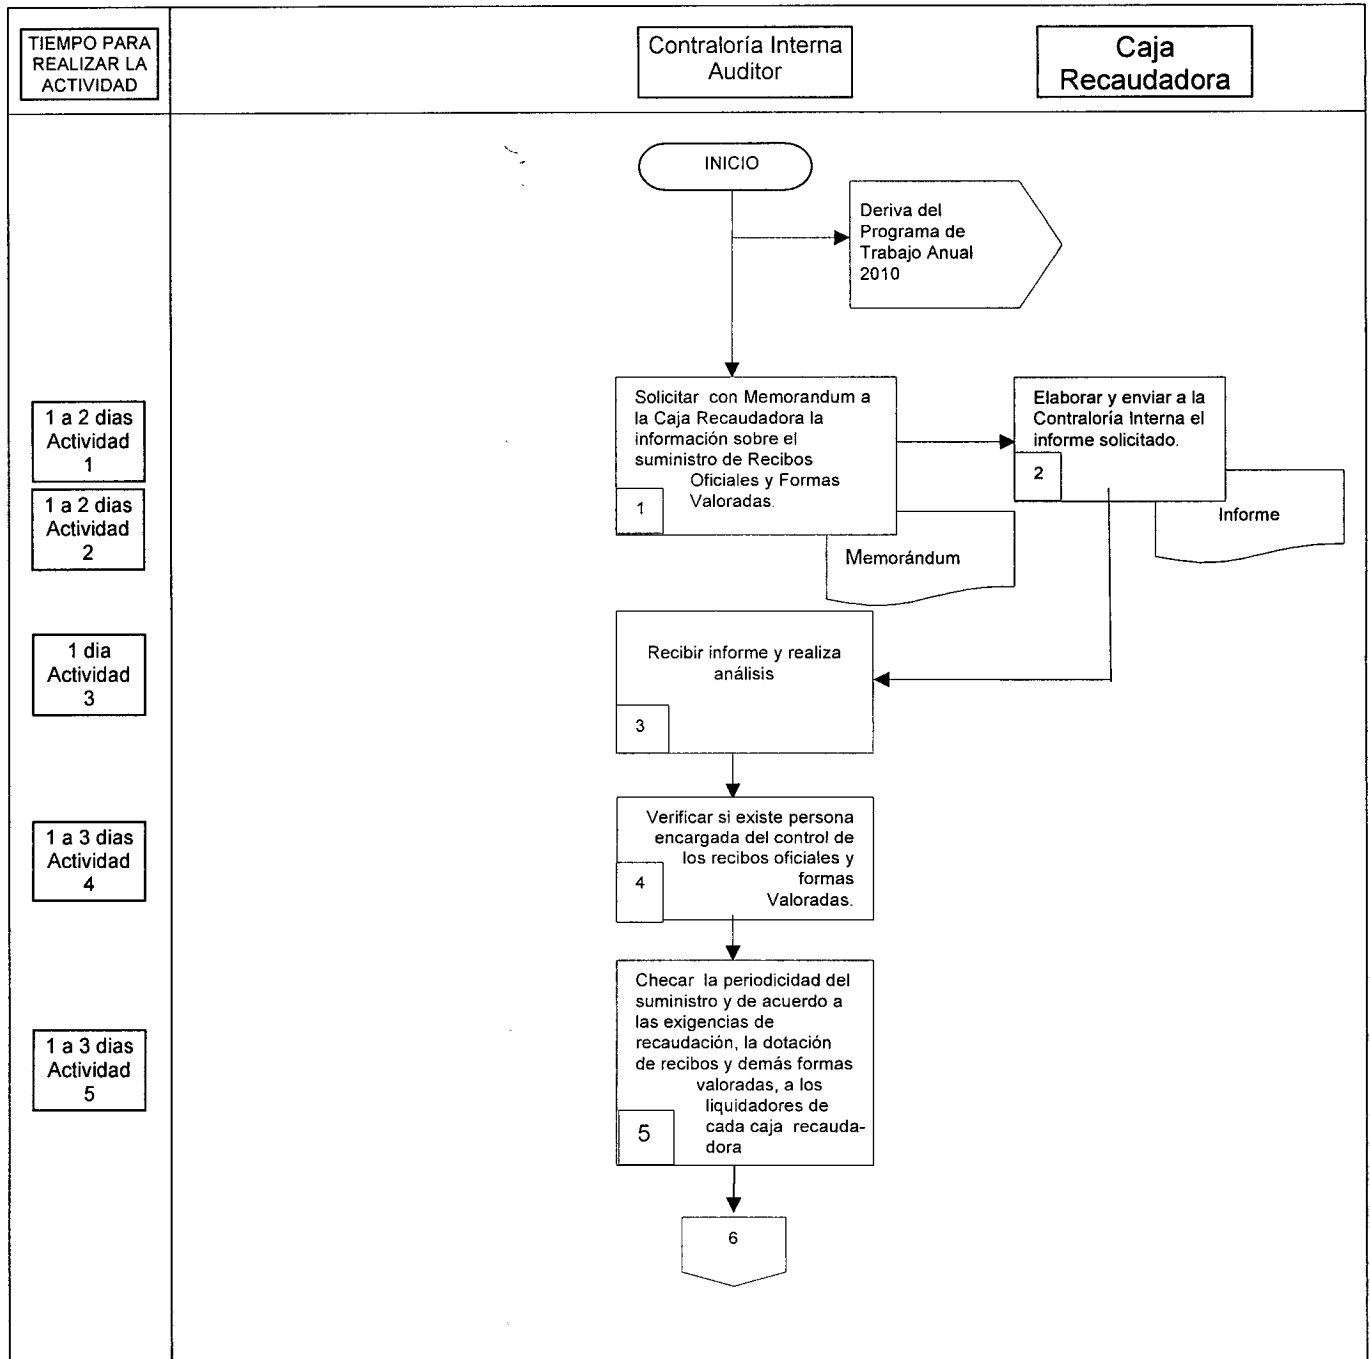 TIEMPO PARA
REALIZAR LA
ACTIVIDAD
Contraloría Interna
Auditor
Caja
Recaudadora
INICIO
Deriva del
Programa de
Trabajo Anual
2010
1 a 2 dias
Actividad
1
Solicitar con Memorandum a
la Caja Recaudadora la
información sobre el
suministro de Recibos
Oficiales y Formas
Valoradas.
1
Memorándum
Elaborar y enviar a la
Contraloría Interna el
informe solicitado.
2
Informe
1 a 2 dias
Actividad
2
1 dia
Actividad
3
Recibir informe y realiza
análisis
3
1 a 3 dias
Actividad
4
Verificar si existe persona
encargada del control de
los recibos oficiales y
formas
Valoradas.
4
1 a 3 dias
Actividad
5
Checar la periodicidad del
suministro y de acuerdo a
las exigencias de
recaudación, la dotación
de recibos y demás formas
valoradas, a los
liquidadores de
cada caja recauda-
dora
5
6